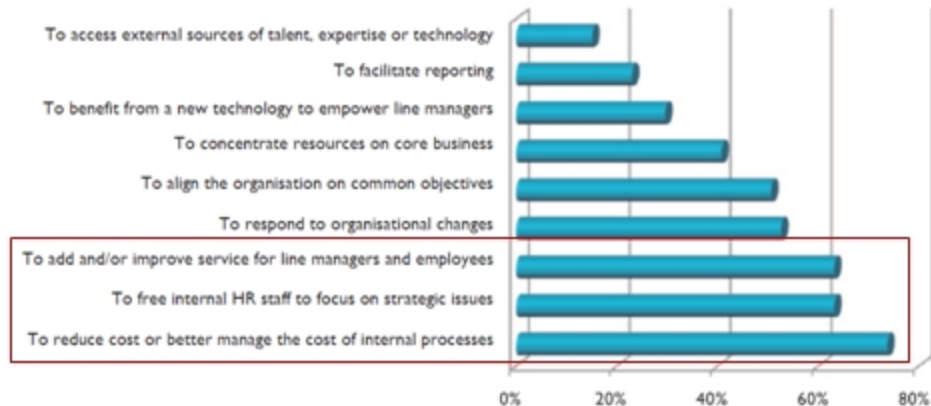 To access external sources of talent, expertise or technology
To facilitate reporting
To benefit from a new technology to empower line managers
To concentrate resources on core business
To align the organisation on common objectives
To respond to organisational changes
To add and/or improve service for line managers and employees
To free internal HR staff to focus on strategic issues
To reduce cost or better manage the cost of internal processes
0% 20% 40% 60% 80%